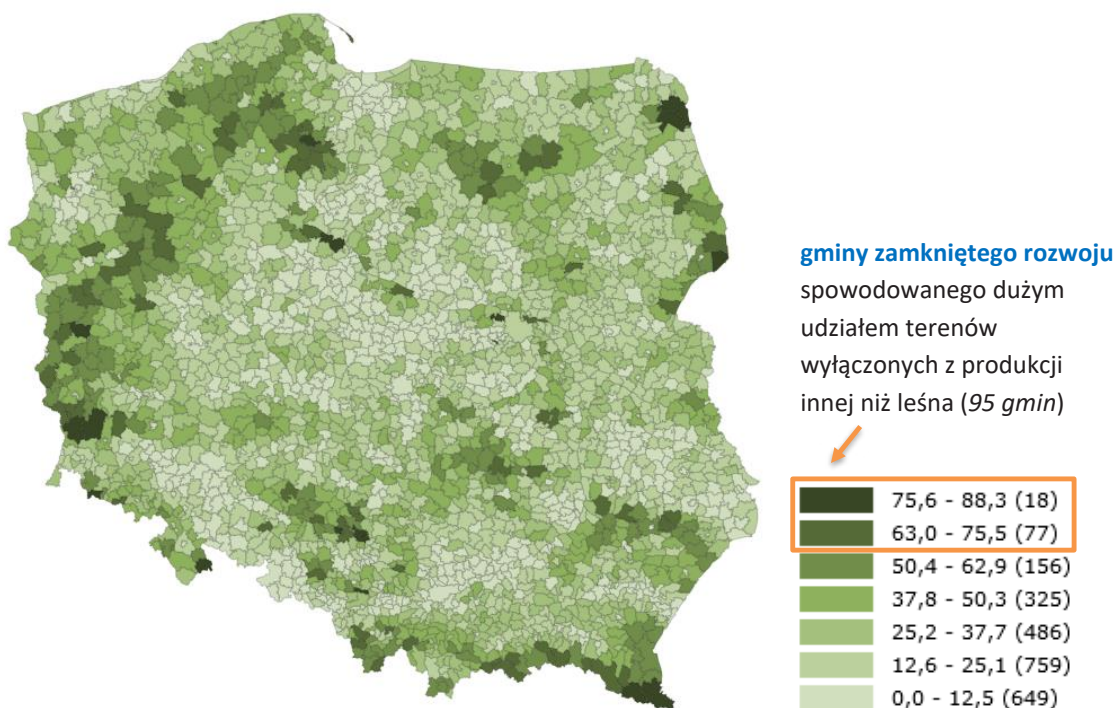 gminy zamkniętego rozwoju
spowodowanego dużym
udziałem terenów
wyłączonych z produkcji
innej niż leśna (95 gmin)
75,6 - 88,3 (18)
63,0 - 75,5 (77)
50,4 - 62,9 (156)
37,8 - 50,3 (325)
25,2 - 37,7 (486)
12,6 - 25,1 (759)
0,0 - 12,5 (649)